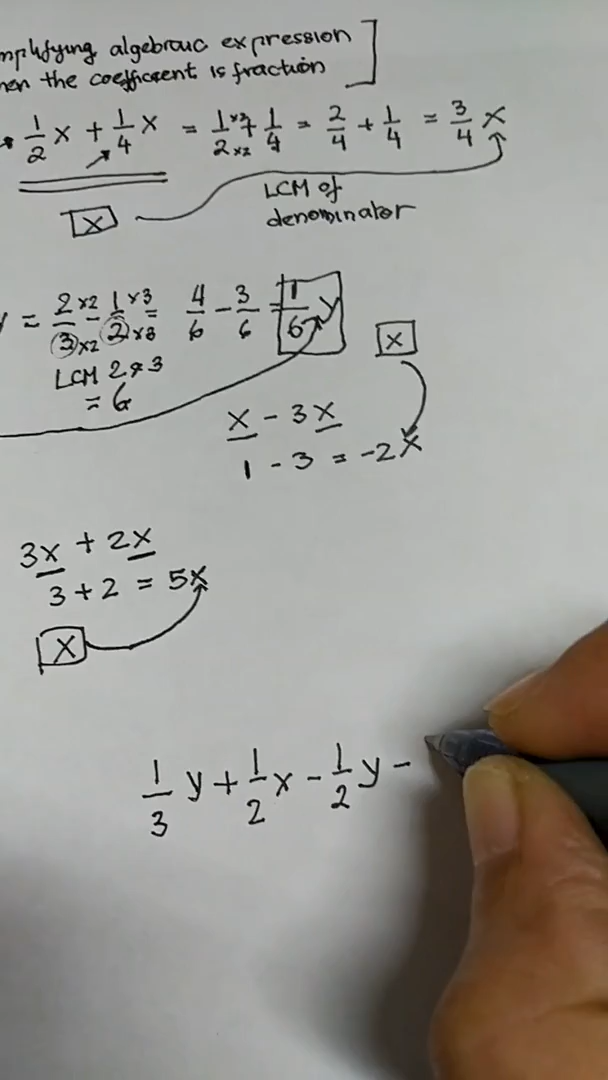 mplifying algebraic expression
hen the coefficient is fraction
1/2 x + 1/4 x = 1/2 ×2 ×2 + 1/4 = 2/4 + 1/4 = 3/4 x
x
LCM of
denominator
y = 2/3 ×2 ×2 - 1/2 ×3 ×3 = 4/6 - 3/6 = 1/6 y
LCM 2 & 3
= 6
x
x - 3x
1 - 3 = -2x
3x + 2x
3 + 2 = 5x
x
1/3 y + 1/2 x - 1/2 y -